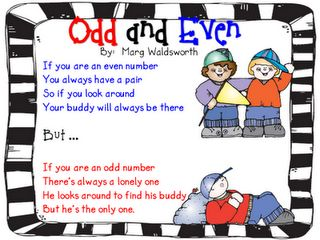 Odd and Even
By: Marg Waldsworth
If you are an even number
You always have a pair
So if you look around
Your buddy will always be there
But ...
If you are an odd number
There's always a lonely one
He looks around to find his buddy
But he's the only one.